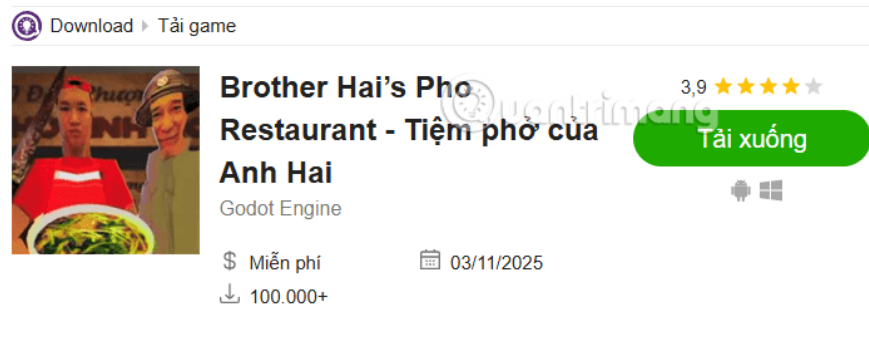 Download Tải game
Brother Hai’s Pho
Restaurant - Tiệm phở của
Anh Hai
Godot Engine
3,9
Tải xuống
$ Miễn phí
03/11/2025
100.000+
Quantrimang